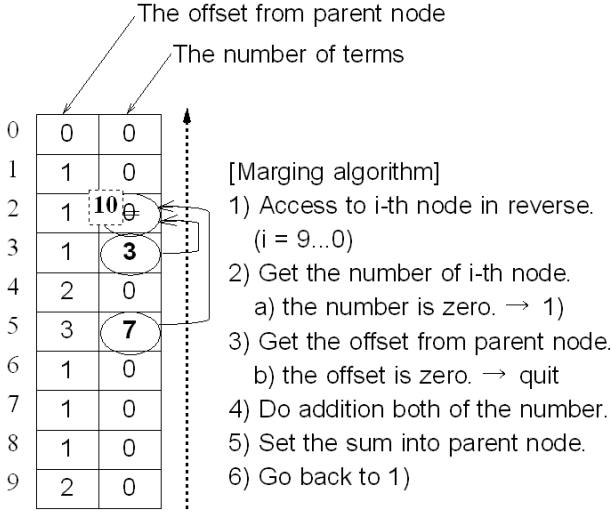 The offset from parent node
The number of terms
0 0 0
1 1 0
2 1 10 0
3 1 3
4 2 0
5 3 7
6 1 0
7 1 0
8 1 0
9 2 0
[Marging algorithm]
1) Access to i-th node in reverse.
(i = 9...0)
2) Get the number of i-th node.
a) the number is zero. → 1)
3) Get the offset from parent node.
b) the offset is zero. → quit
4) Do addition both of the number.
5) Set the sum into parent node.
6) Go back to 1)